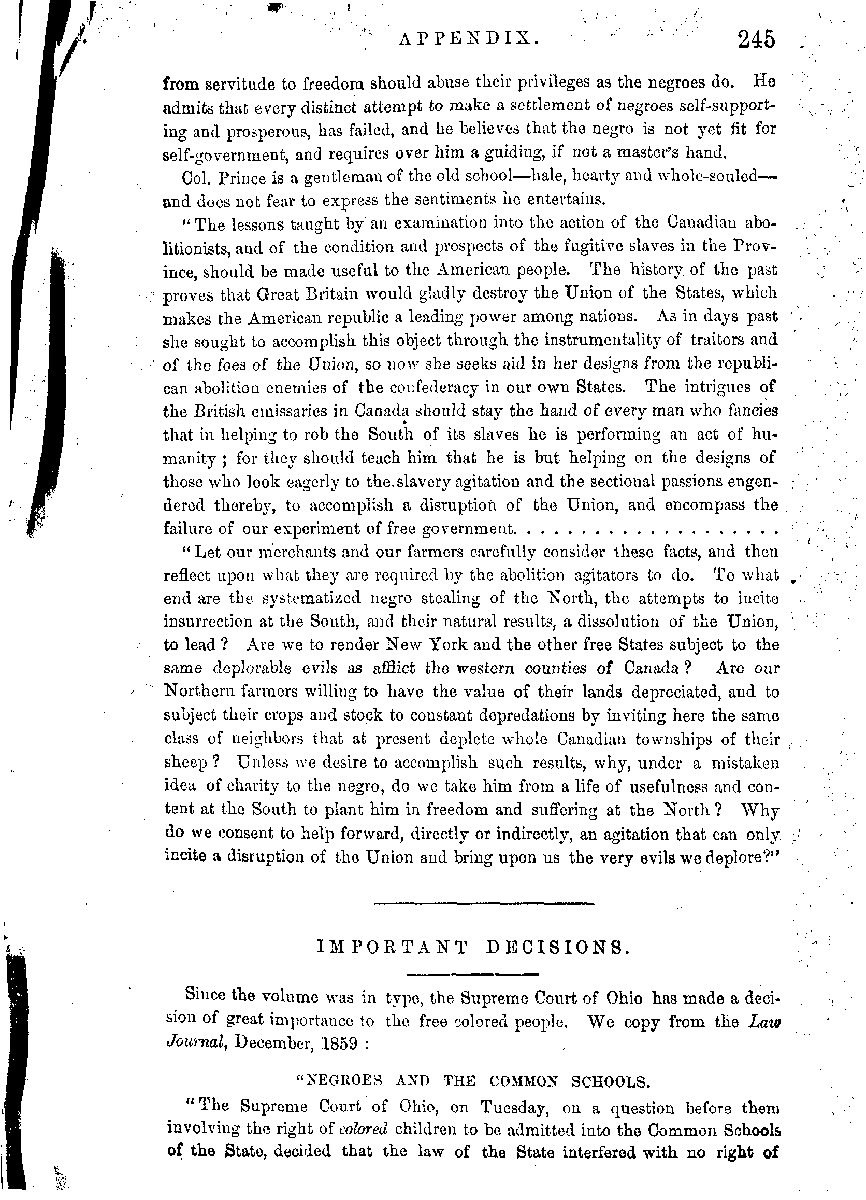 APPENDIX. 245
from servitude to freedom should abuse their privileges as the negroes do. He
admits that every distinct attempt to make a settlement of negroes self-support-
ing and prosperous, has failed, and he believes that the negro is not yet fit for
self-government, and requires over him a guiding, if not a master's hand.
Col. Prince is a gentleman of the old school—hale, hearty and whole-souled—
and does not fear to express the sentiments he entertains.
"The lessons taught by an examination into the action of the Canadian abo-
litionists, and of the condition and prospects of the fugitive slaves in the Prov-
ince, should be made useful to the American people. The history of the past
proves that Great Britain would gladly destroy the Union of the States, which
makes the American republic a leading power among nations. As in days past
she sought to accomplish this object through the instrumentality of traitors and
of the foes of the Union, so now she seeks aid in her designs from the republi-
can abolition enemies of the confederacy in our own States. The intrigues of
the British emissaries in Canada should stay the hand of every man who fancies
that in helping to rob the South of its slaves he is performing an act of hu-
manity; for they should teach him that he is but helping on the designs of
those who look eagerly to the slavery agitation and the sectional passions engen-
dered thereby, to accomplish a disruption of the Union, and encompass the
failure of our experiment of free government. . . . . . . . . . . . . . . . . . . .
"Let our merchants and our farmers carefully consider these facts, and then
reflect upon what they are required by the abolition agitators to do. To what
end are the systematized negro stealing of the North, the attempts to incite
insurrection at the South, and their natural results, a dissolution of the Union,
to lead? Are we to render New York and the other free States subject to the
same deplorable evils as afflict the western counties of Canada? Are our
Northern farmers willing to have the value of their lands depreciated, and to
subject their crops and stock to constant depredations by inviting here the same
class of neighbors that at present deplete whole Canadian townships of their
sheep? Unless we desire to accomplish such results, why, under a mistaken
idea of charity to the negro, do we take him from a life of usefulness and con-
tent at the South to plant him in freedom and suffering at the North? Why
do we consent to help forward, directly or indirectly, an agitation that can only
incite a disruption of the Union and bring upon us the very evils we deplore?"
IMPORTANT DECISIONS.
Since the volume was in type, the Supreme Court of Ohio has made a deci-
sion of great importance to the free colored people. We copy from the Law
Journal, December, 1859 :
"NEGROES AND THE COMMON SCHOOLS.
"The Supreme Court of Ohio, on Tuesday, on a question before them
involving the right of colored children to be admitted into the Common Schools
of the State, decided that the law of the State interfered with no right of